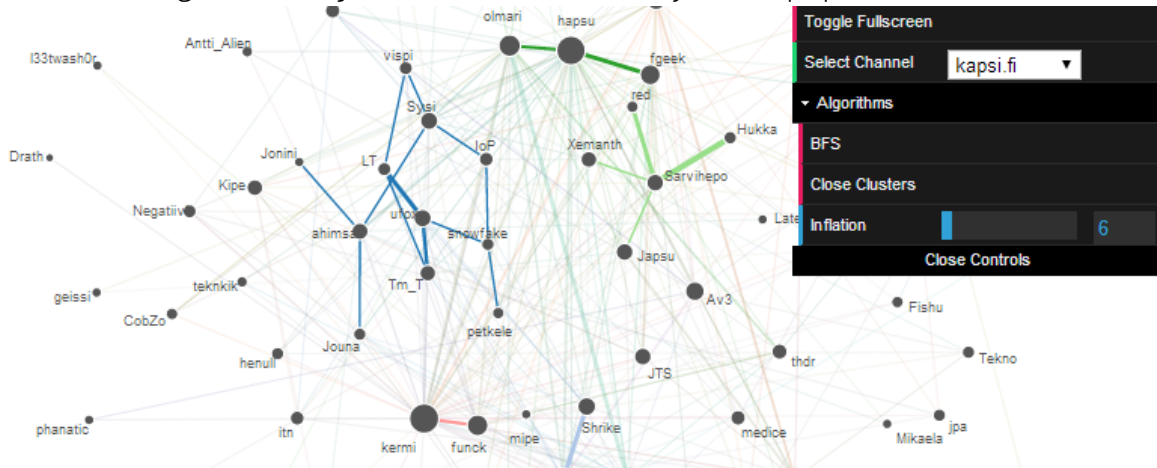 olmari
hapsu
Toggle Fullscreen
Antti_Alien
vispi
fgeek
Select Channel
kapsi.fi
l33twash0r
red
Algorithms
Sysi
Hukka
Drath
Jonini
LT
IoP
Xemanth
BFS
Kipe
Sarvihepo
Close Clusters
Negatiiv
ufox
Late
Inflation
6
ahimsa
snowfake
Japsu
Close Controls
geissi
teknkik
Tm_T
Av3
CobZo
petkele
Fishu
Jouna
henull
JTS
thdr
Tekno
phanatic
itn
kermi
funck
mipe
Shrike
medice
Mikaela
jpa